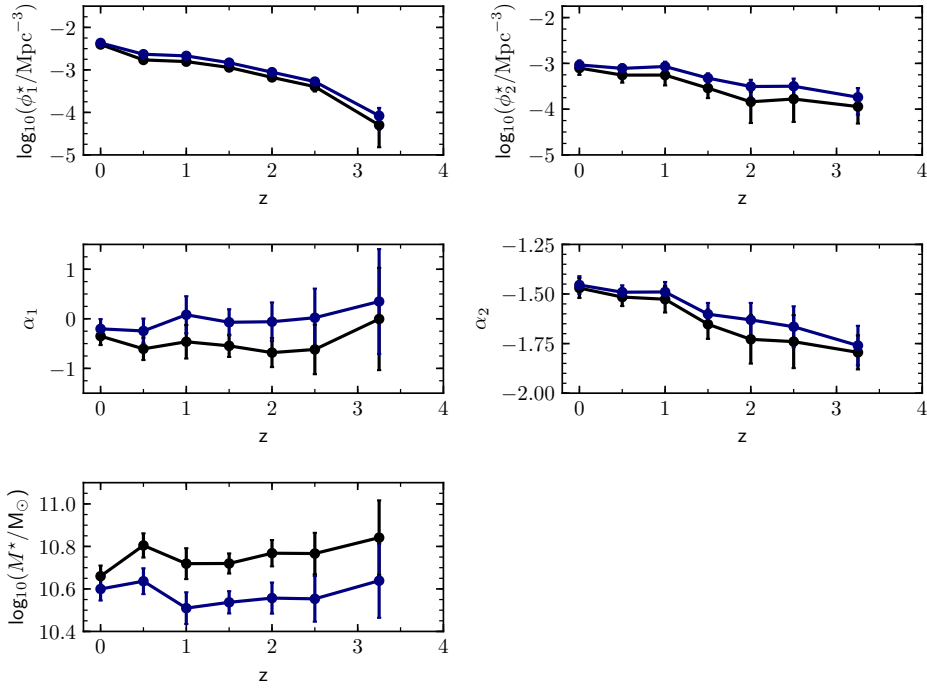 log₁₀(ϕ₁*/Mpc⁻³)
−2
−3
−4
−5
0 1 2 3 4
z
log₁₀(ϕ₂*/Mpc⁻³)
−2
−3
−4
−5
0 1 2 3 4
z
α₁
1
0
−1
0 1 2 3 4
z
α₂
−1.25
−1.50
−1.75
−2.00
0 1 2 3 4
z
log₁₀(M*/M⊙)
11.0
10.8
10.6
10.4
0 1 2 3 4
z